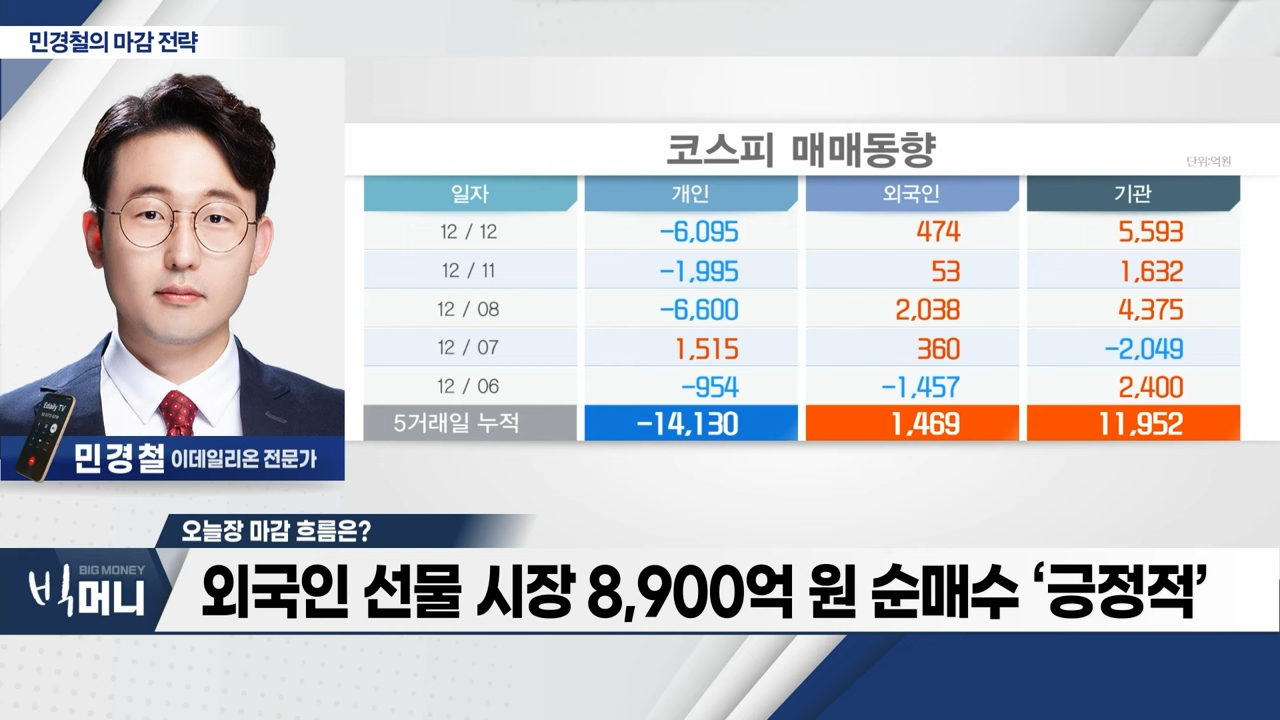 민경철의 마감 전략
코스피 매매동향
단위:억원
일자 개인 외국인 기관
12 / 12 -6,095 474 5,593
12 / 11 -1,995 53 1,632
12 / 08 -6,600 2,038 4,375
12 / 07 1,515 360 -2,049
12 / 06 -954 -1,457 2,400
5거래일 누적 -14,130 1,469 11,952
Edaily TV
민경철 이데일리온 전문가
오늘장 마감 흐름은?
BIG MONEY
빅머니
외국인 선물 시장 8,900억 원 순매수 ‘긍정적’